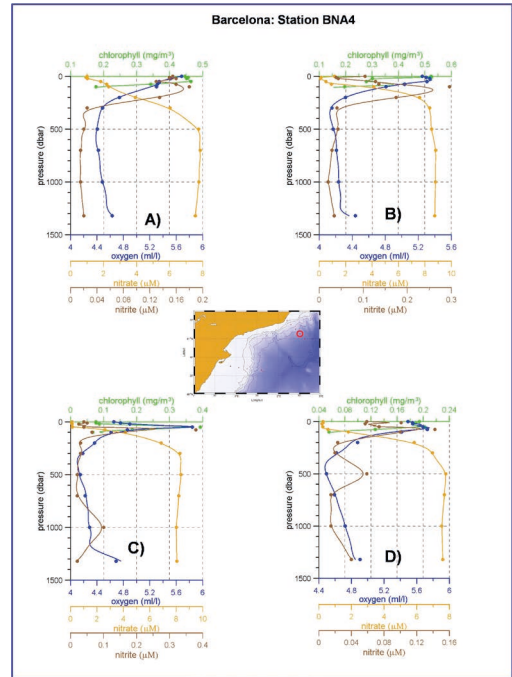 Barcelona: Station BNA4
chlorophyll (mg/m³)
0.1 0.2 0.3 0.4 0.5
0
500
1000
1500
pressure (dbar)
A)
4 4.4 4.8 5.2 5.6 6
oxygen (ml/l)
0 2 4 6 8
nitrate (µM)
0 0.04 0.08 0.12 0.16 0.2
nitrite (µM)
chlorophyll (mg/m³)
0.1 0.2 0.3 0.4 0.5 0.6
0
500
1000
1500
pressure (dbar)
B)
4 4.4 4.8 5.2 5.6 6
oxygen (ml/l)
0 2 4 6 8 10
nitrate (µM)
0 0.1 0.2 0.3
nitrite (µM)
chlorophyll (mg/m³)
0 0.1 0.2 0.3 0.4
0
500
1000
1500
pressure (dbar)
C)
4 4.4 4.8 5.2 5.6 6
oxygen (ml/l)
0 2 4 6 8 10
nitrate (µM)
0 0.1 0.2 0.3 0.4
nitrite (µM)
chlorophyll (mg/m³)
0.04 0.08 0.12 0.16 0.2 0.24
0
500
1000
1500
pressure (dbar)
D)
4.4 4.8 5.2 5.6 6
oxygen (ml/l)
0 2 4 6 8
nitrate (µM)
0 0.04 0.08 0.12 0.16
nitrite (µM)